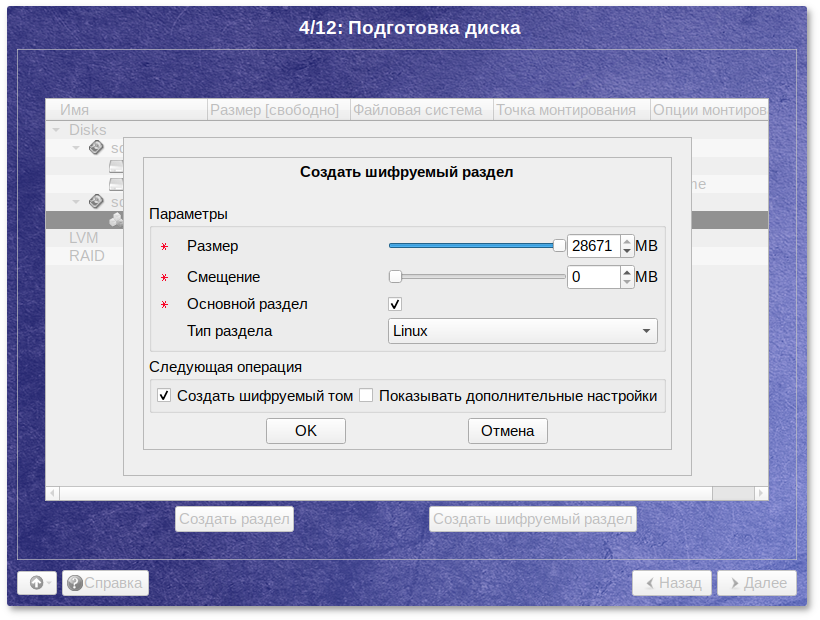 4/12: Подготовка диска
Имя Размер [свободно] Файловая система Точка монтирования Опции монтиров
Disks
Создать шифруемый раздел
Параметры
Размер 28671 MB
Смещение 0 MB
Основной раздел
Тип раздела Linux
LVM
RAID
Следующая операция
Создать шифруемый том Показывать дополнительные настройки
OK Отмена
Создать раздел Создать шифруемый раздел
Справка Назад Далее